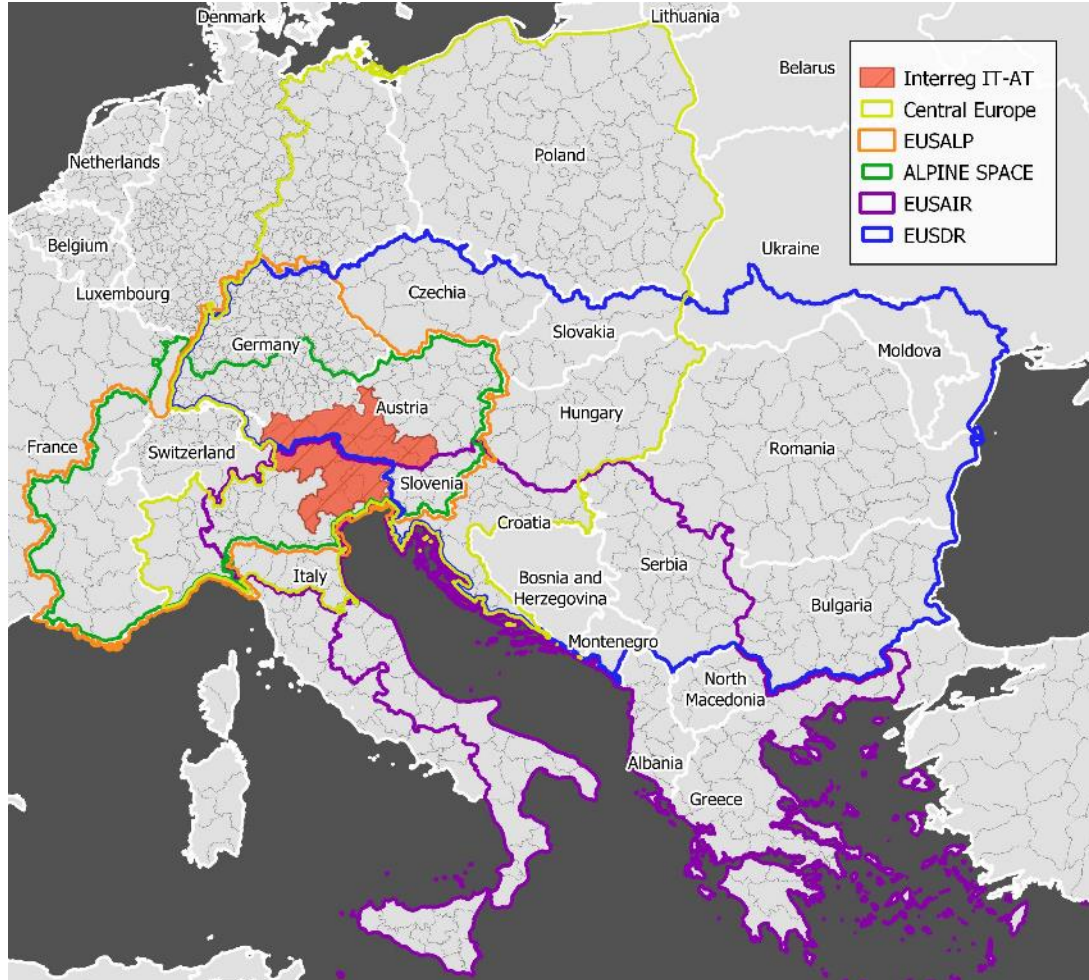 Denmark
Lithuania
Belarus
Interreg IT-AT
Central Europe
EUSALP
ALPINE SPACE
EUSAIR
EUSDR
Netherlands
Poland
Belgium
Ukraine
Luxembourg
Czechia
Slovakia
Germany
Moldova
Austria
Hungary
France
Switzerland
Romania
Slovenia
Croatia
Italy
Serbia
Bosnia and
Herzegovina
Bulgaria
Montenegro
North
Macedonia
Albania
Greece